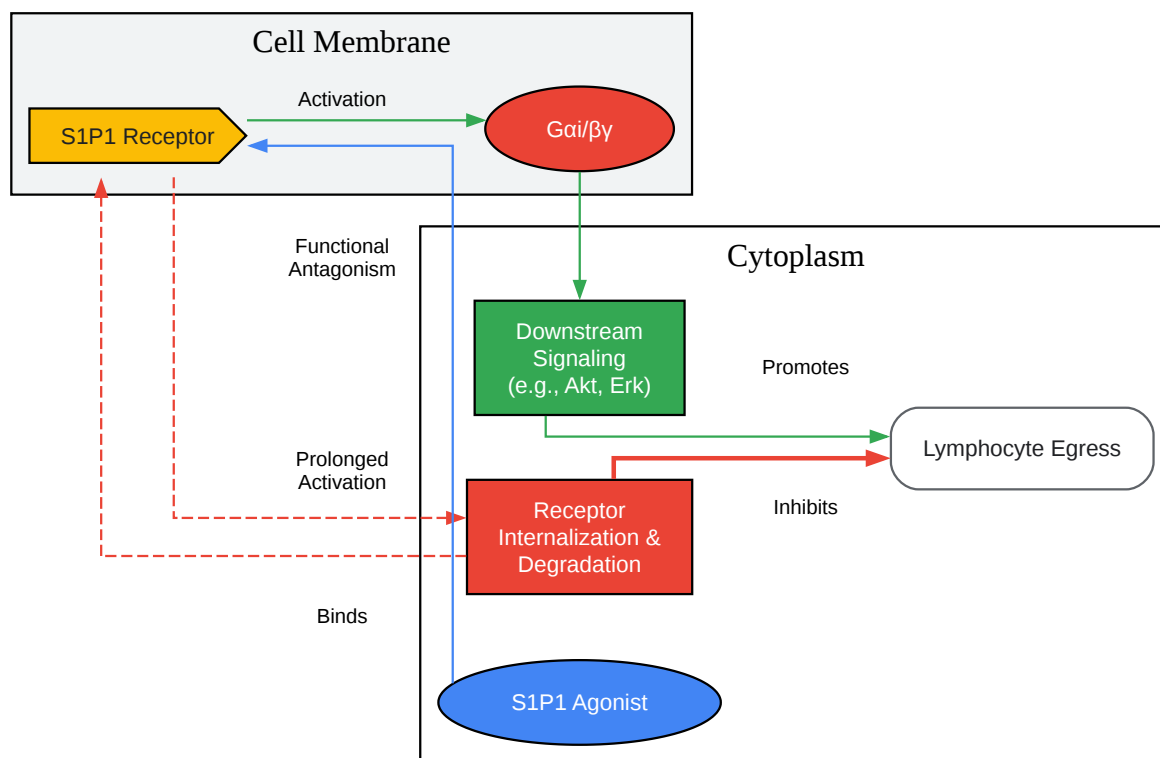 Cell Membrane
Activation
S1P1 Receptor
Gαi/βγ
Functional
Antagonism
Cytoplasm
Downstream
Signaling
(e.g., Akt, Erk)
Promotes
Lymphocyte Egress
Prolonged
Activation
Receptor
Internalization &
Degradation
Inhibits
Binds
S1P1 Agonist